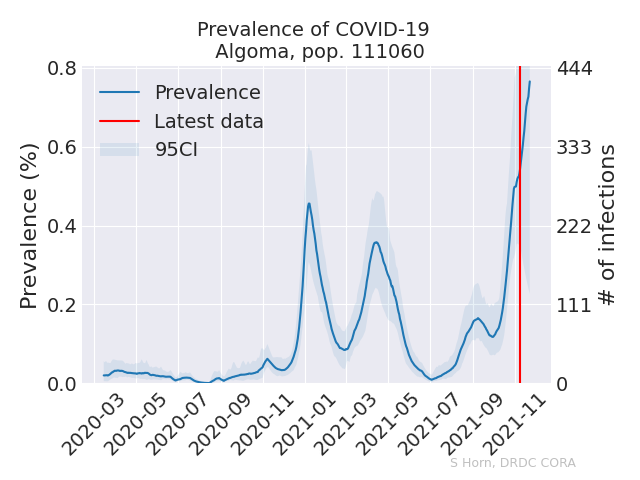 Prevalence of COVID-19
Algoma, pop. 111060
Prevalence
Latest data
95CI
Prevalence (%)
0.8
0.6
0.4
0.2
0.0
444
333
222
111
0
# of infections
2020-03
2020-05
2020-07
2020-09
2020-11
2021-01
2021-03
2021-05
2021-07
2021-09
2021-11
S Horn, DRDC CORA